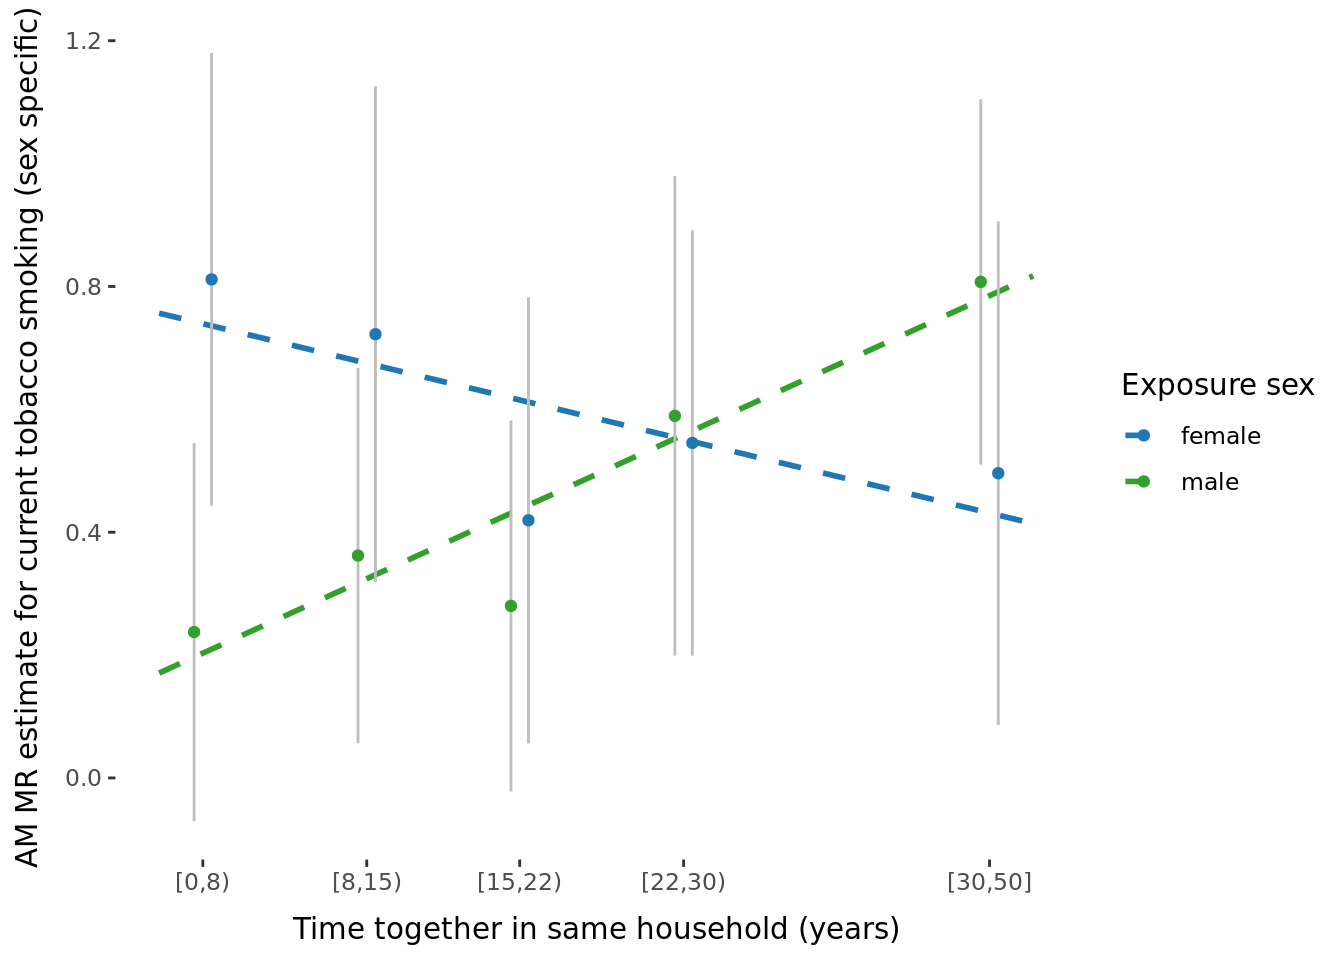 AM MR estimate for current tobacco smoking (sex specific)
1.2
0.8
0.4
0.0
[0,8)
[8,15)
[15,22)
[22,30)
[30,50]
Time together in same household (years)
Exposure sex
female
male